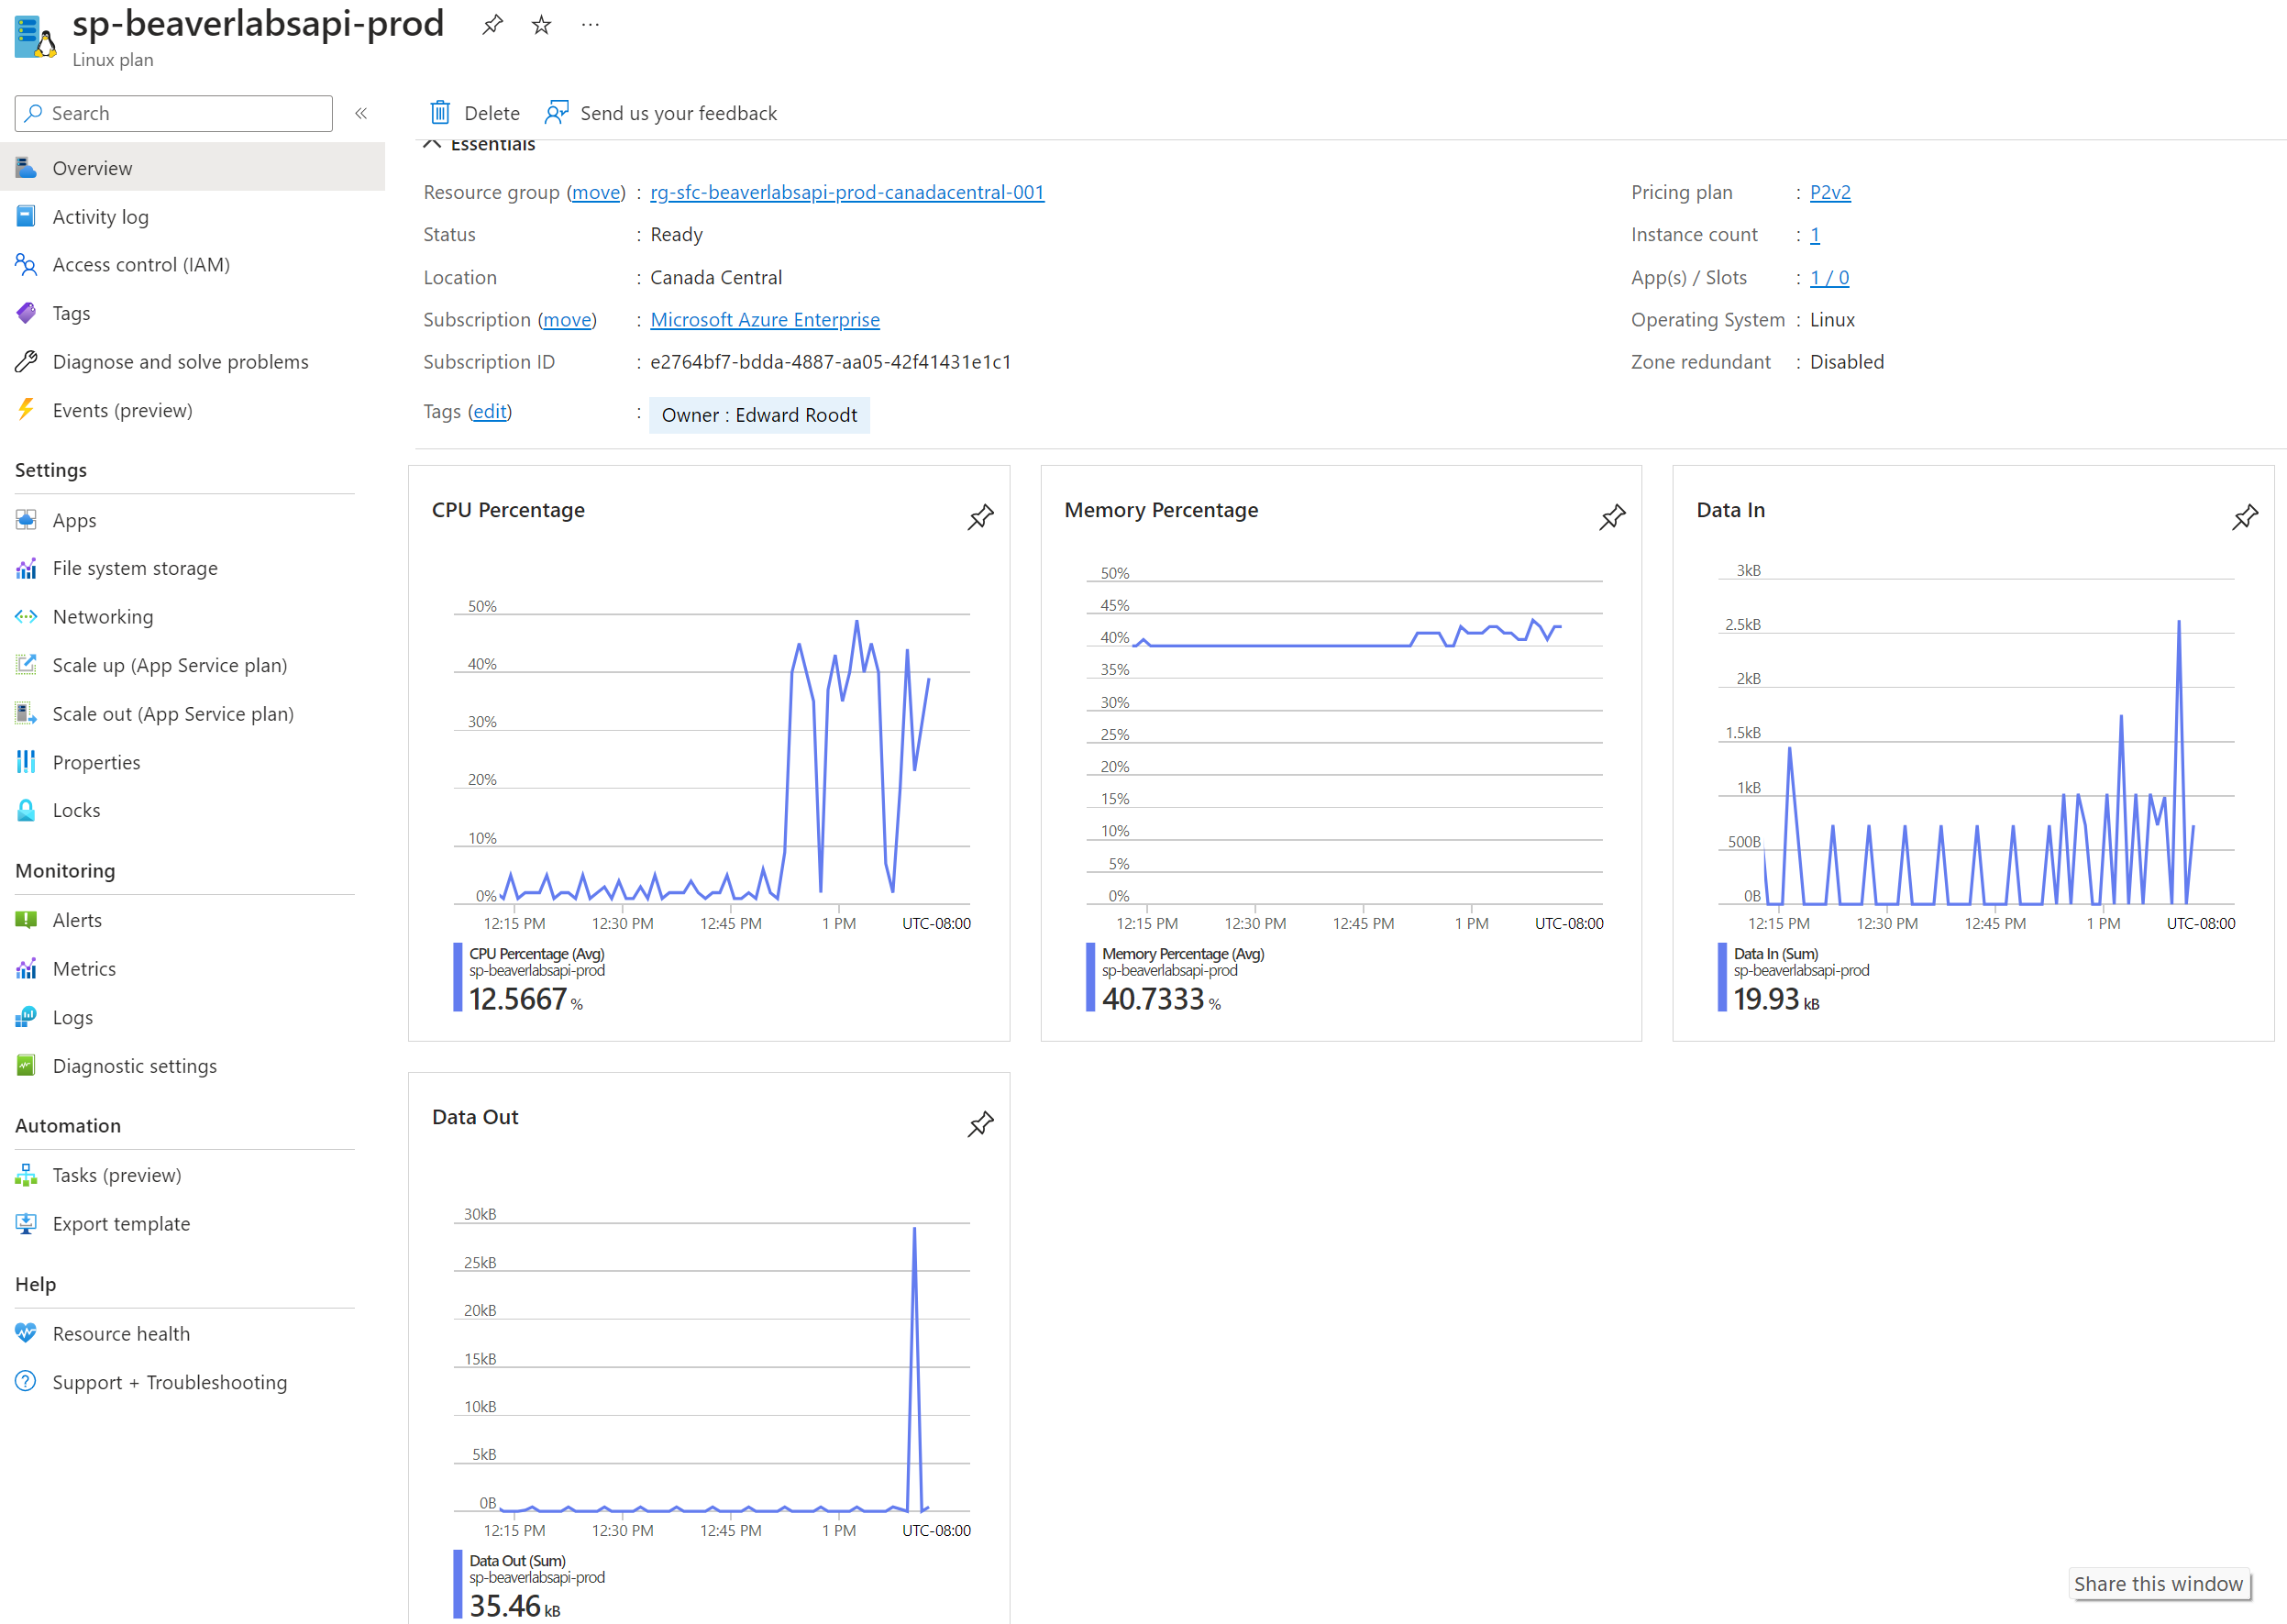 sp-beaverlabsapi-prod
Linux plan
Search
Overview
Activity log
Access control (IAM)
Tags
Diagnose and solve problems
Events (preview)
Settings
Apps
File system storage
Networking
Scale up (App Service plan)
Scale out (App Service plan)
Properties
Locks
Monitoring
Alerts
Metrics
Logs
Diagnostic settings
Automation
Tasks (preview)
Export template
Help
Resource health
Support + Troubleshooting
Delete
Send us your feedback
Essentials
Resource group (move) : rg-sfc-beaverlabsapi-prod-canadacentral-001
Status : Ready
Location : Canada Central
Subscription (move) : Microsoft Azure Enterprise
Subscription ID : e2764bf7-bdda-4887-aa05-42f41431e1c1
Tags (edit) : Owner : Edward Roodt
Pricing plan : P2v2
Instance count : 1
App(s) / Slots : 1 / 0
Operating System : Linux
Zone redundant : Disabled
CPU Percentage
50%
40%
30%
20%
10%
0%
12:15 PM 12:30 PM 12:45 PM 1 PM UTC-08:00
CPU Percentage (Avg)
sp-beaverlabsapi-prod
12.5667 %
Memory Percentage
50%
45%
40%
35%
30%
25%
20%
15%
10%
5%
0%
12:15 PM 12:30 PM 12:45 PM 1 PM UTC-08:00
Memory Percentage (Avg)
sp-beaverlabsapi-prod
40.7333 %
Data In
3kB
2.5kB
2kB
1.5kB
1kB
500B
0B
12:15 PM 12:30 PM 12:45 PM 1 PM UTC-08:00
Data In (Sum)
sp-beaverlabsapi-prod
19.93 kB
Data Out
30kB
25kB
20kB
15kB
10kB
5kB
0B
12:15 PM 12:30 PM 12:45 PM 1 PM UTC-08:00
Data Out (Sum)
sp-beaverlabsapi-prod
35.46 kB
Share this window